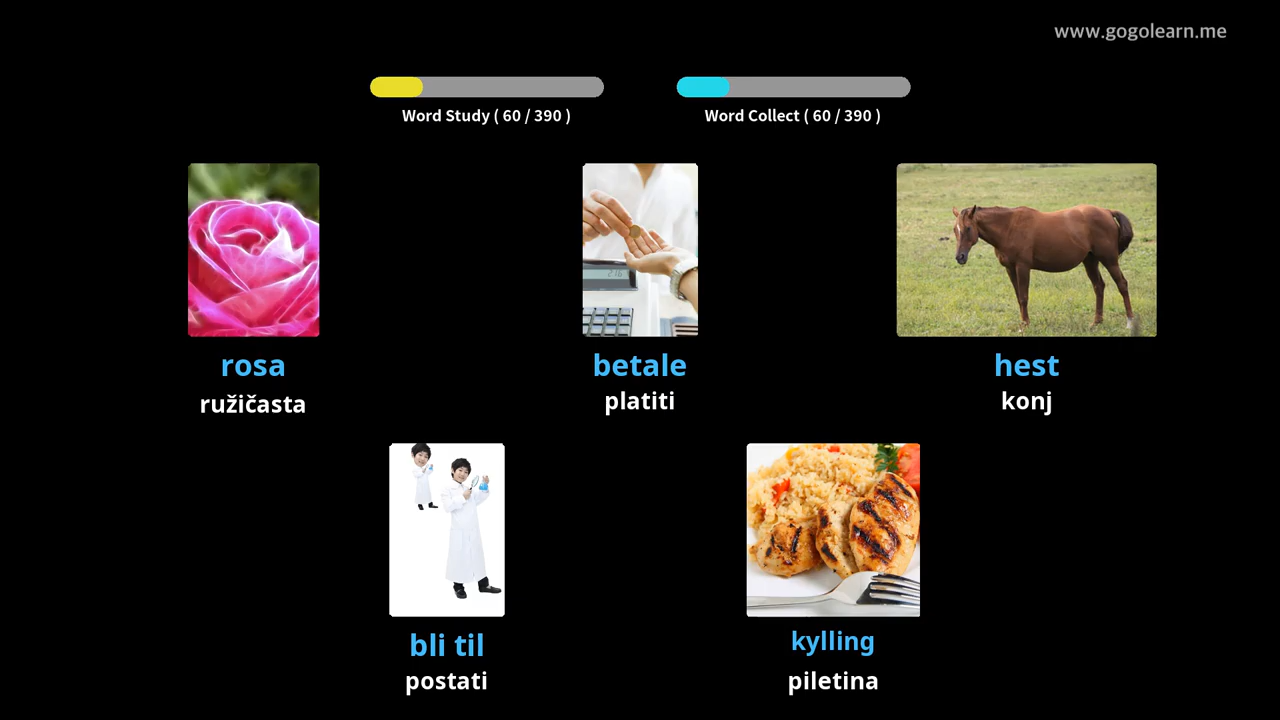 www.gogolearn.me
Word Study ( 60 / 390 )
Word Collect ( 60 / 390 )
rosa
ružičasta
betale
platiti
hest
konj
bli til
postati
kylling
piletina